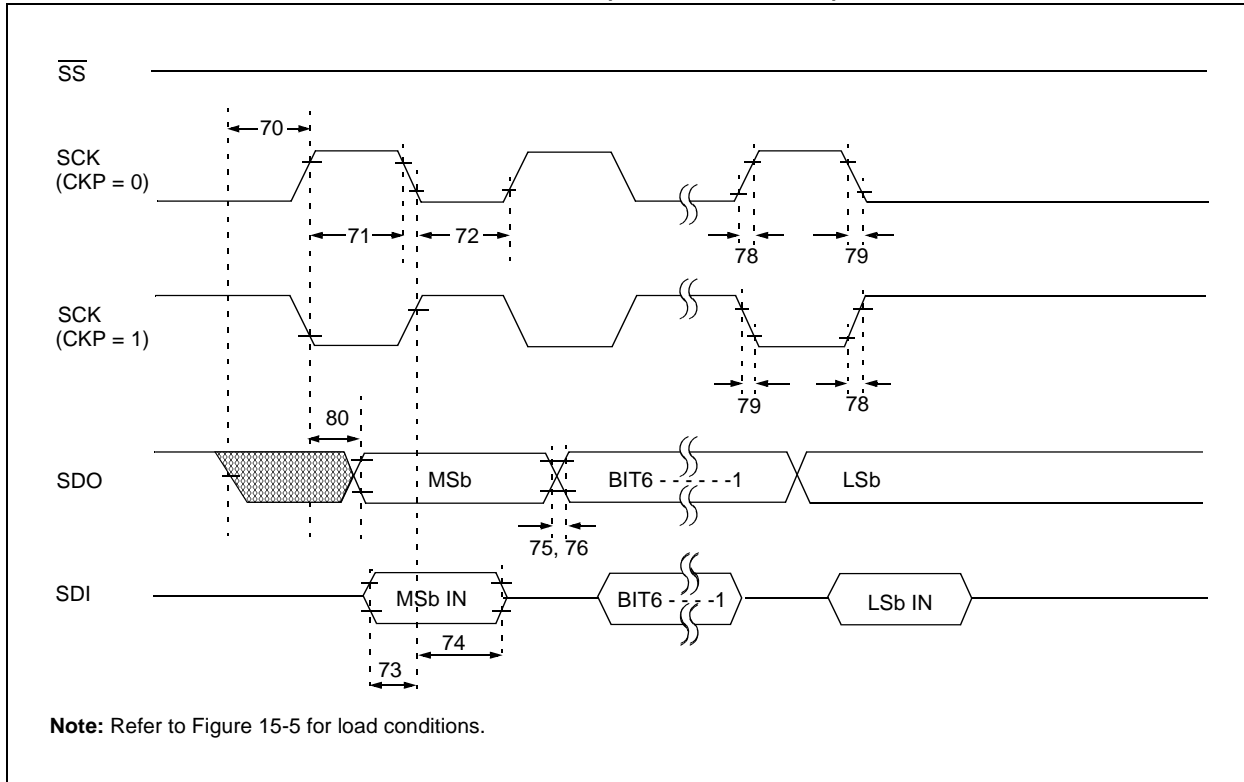 SS
70
SCK
(CKP = 0)
71
72
78
79
SCK
(CKP = 1)
79
78
80
SDO
MSb
BIT6 - - - - - -1
LSb
75, 76
SDI
MSb IN
BIT6 - - - - -1
LSb IN
74
73
Note: Refer to Figure 15-5 for load conditions.